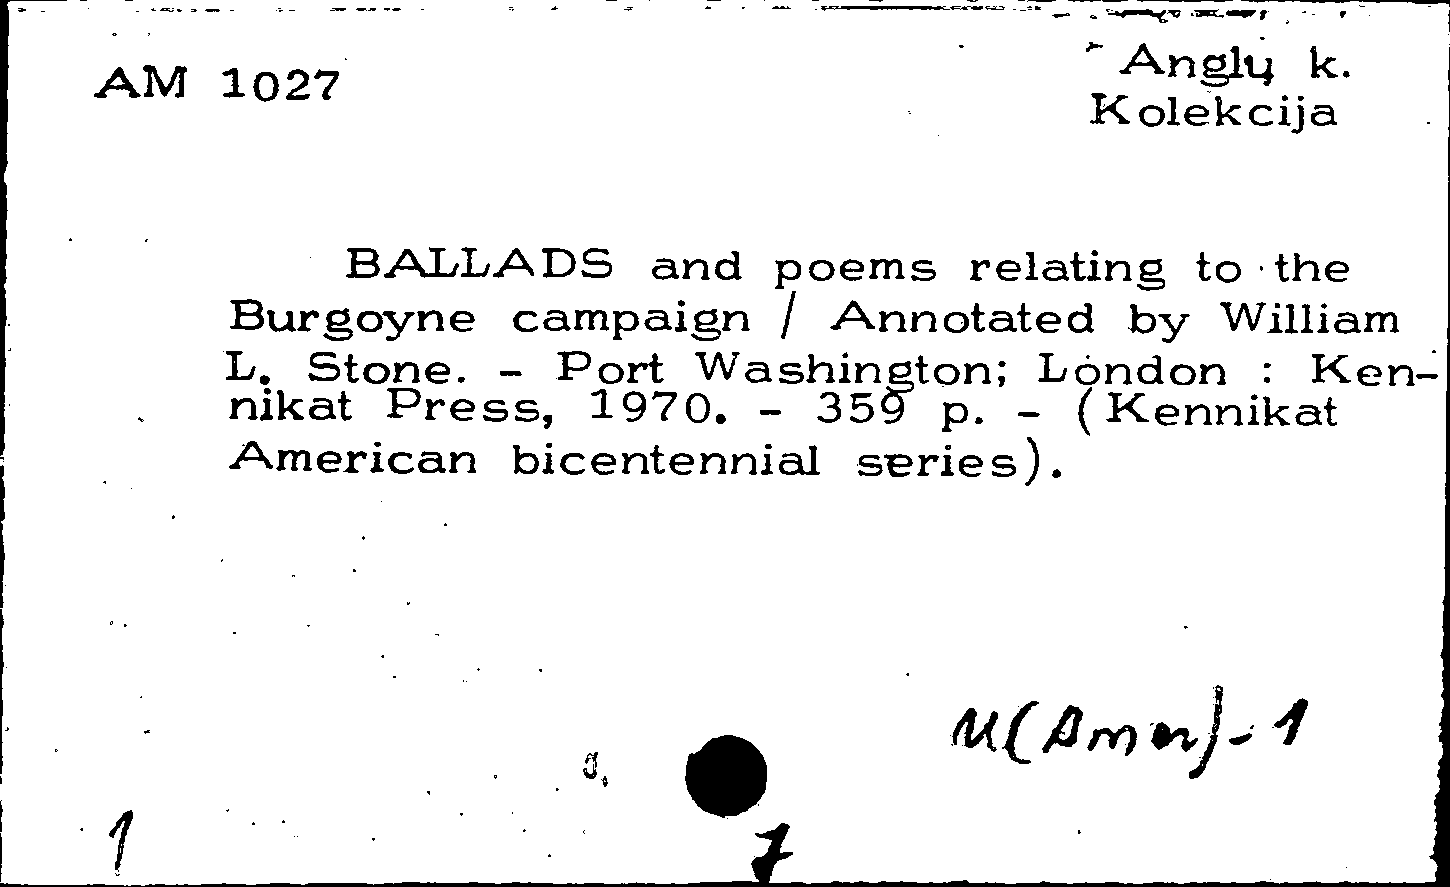 AM 1027
Anglų k.
Kolekcija
BALLADS and poems relating to the
Burgoyne campaign / Annotated by William
L. Stone. - Port Washington; London : Ken-
nikat Press, 1970. - 359 p. - (Kennikat
American bicentennial series).
U(Amer)-1
1
7